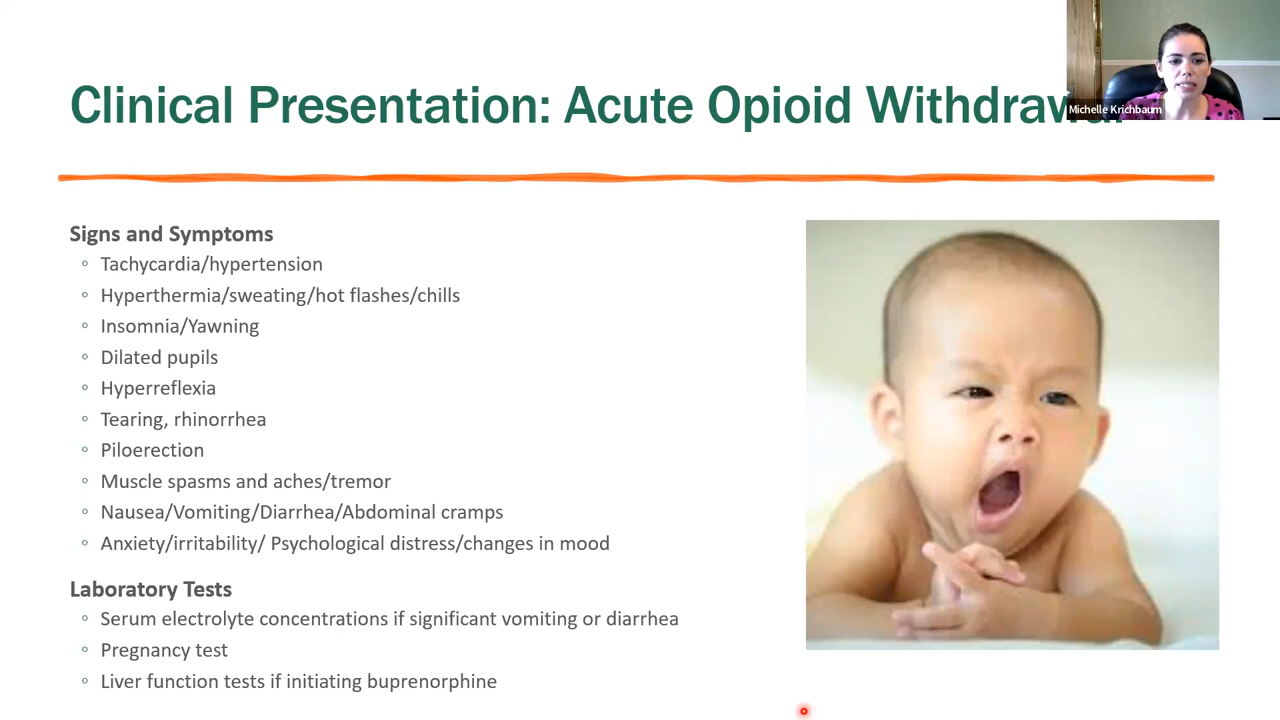 Clinical Presentation: Acute Opioid Withdrawal
Michelle Krichbaum
Signs and Symptoms
◦ Tachycardia/hypertension
◦ Hyperthermia/sweating/hot flashes/chills
◦ Insomnia/Yawning
◦ Dilated pupils
◦ Hyperreflexia
◦ Tearing, rhinorrhea
◦ Piloerection
◦ Muscle spasms and aches/tremor
◦ Nausea/Vomiting/Diarrhea/Abdominal cramps
◦ Anxiety/irritability/ Psychological distress/changes in mood
Laboratory Tests
◦ Serum electrolyte concentrations if significant vomiting or diarrhea
◦ Pregnancy test
◦ Liver function tests if initiating buprenorphine